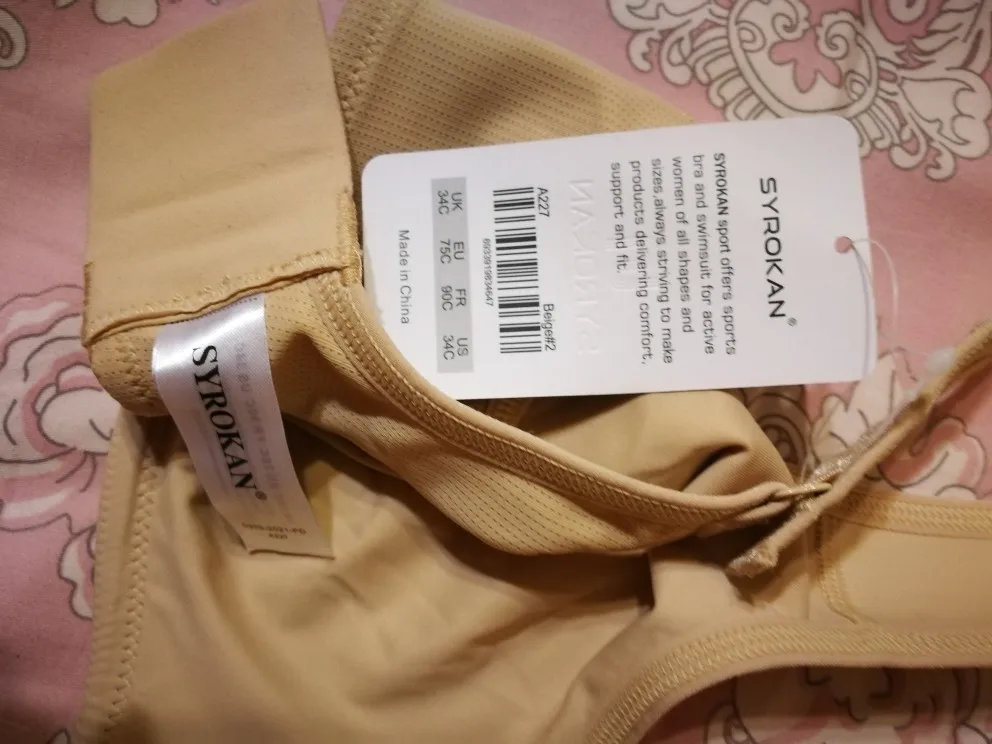 SYROKAN®
SYROKAN sport offers sports
bra and swimsuit for active
women of all shapes and
sizes,always striving to make
products delivering comfort,
support and fit.
A227
Beige#2
6933919834647
UK EU FR US
34C 75C 90C 34C
Made in China
SYROKAN®